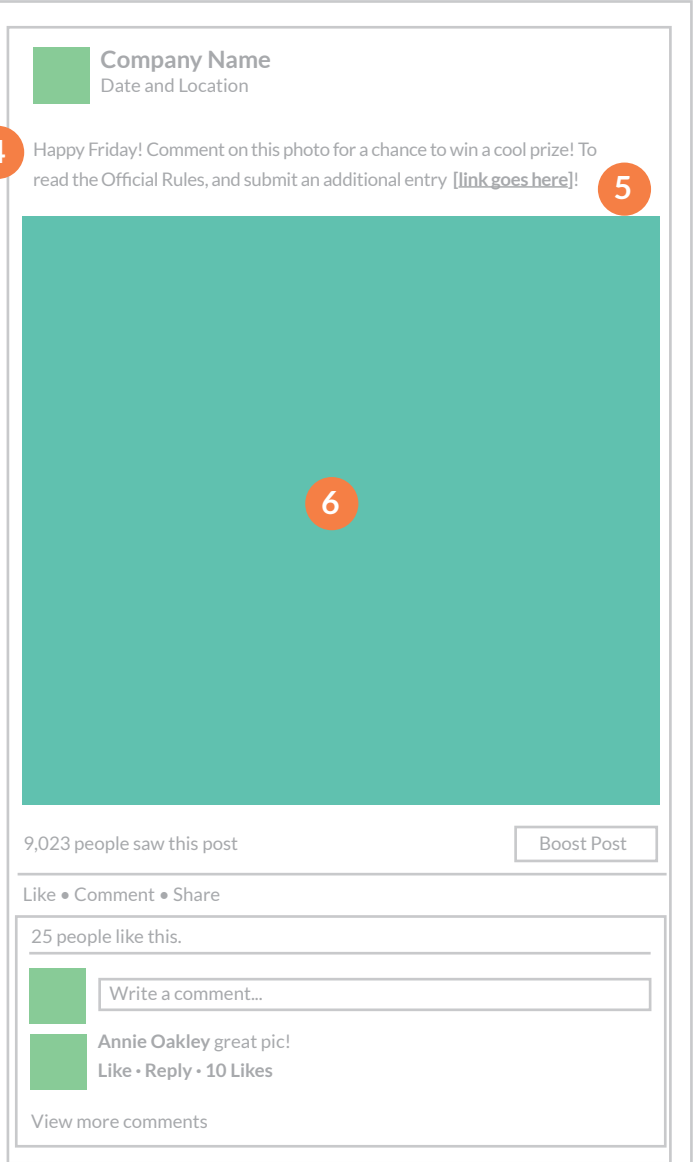 Company Name
Date and Location
4
Happy Friday! Comment on this photo for a chance to win a cool prize! To
read the Official Rules, and submit an additional entry [link goes here]!
5
6
9,023 people saw this post
Boost Post
Like • Comment • Share
25 people like this.
Write a comment...
Annie Oakley great pic!
Like · Reply · 10 Likes
View more comments